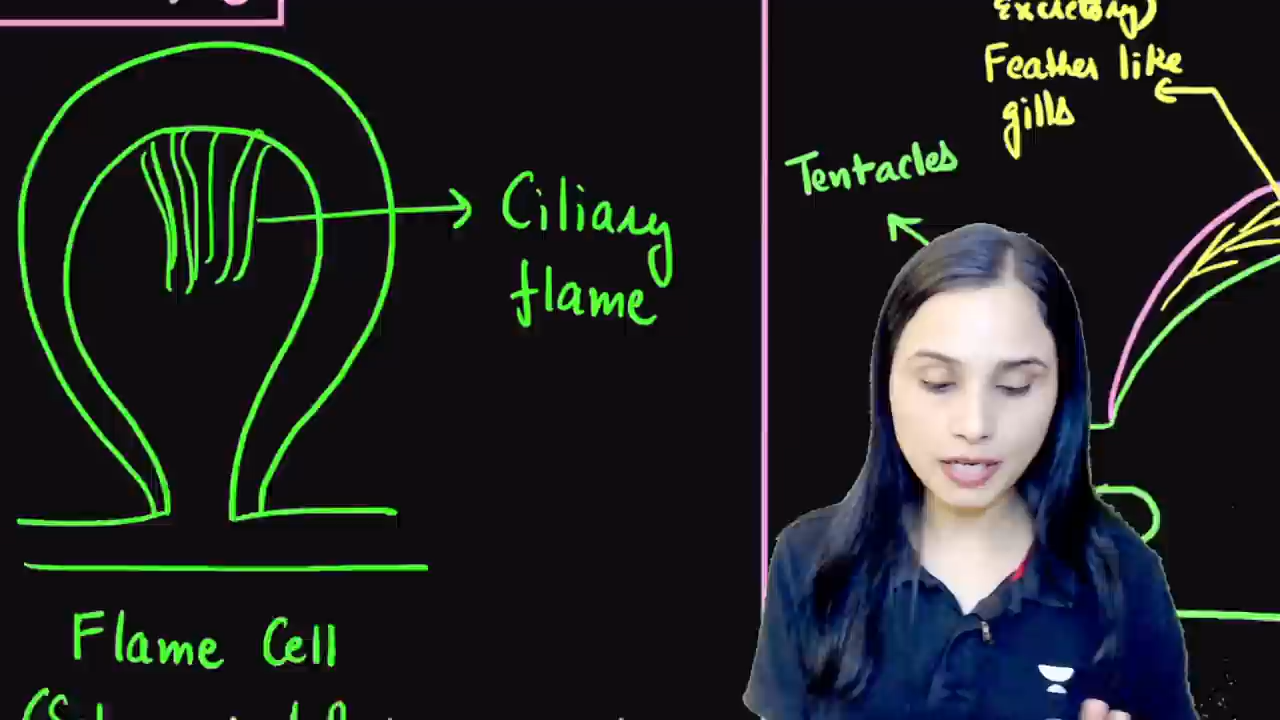 Ciliary
flame
Flame Cell
Excretory)
Feather like
gills
Tentacles